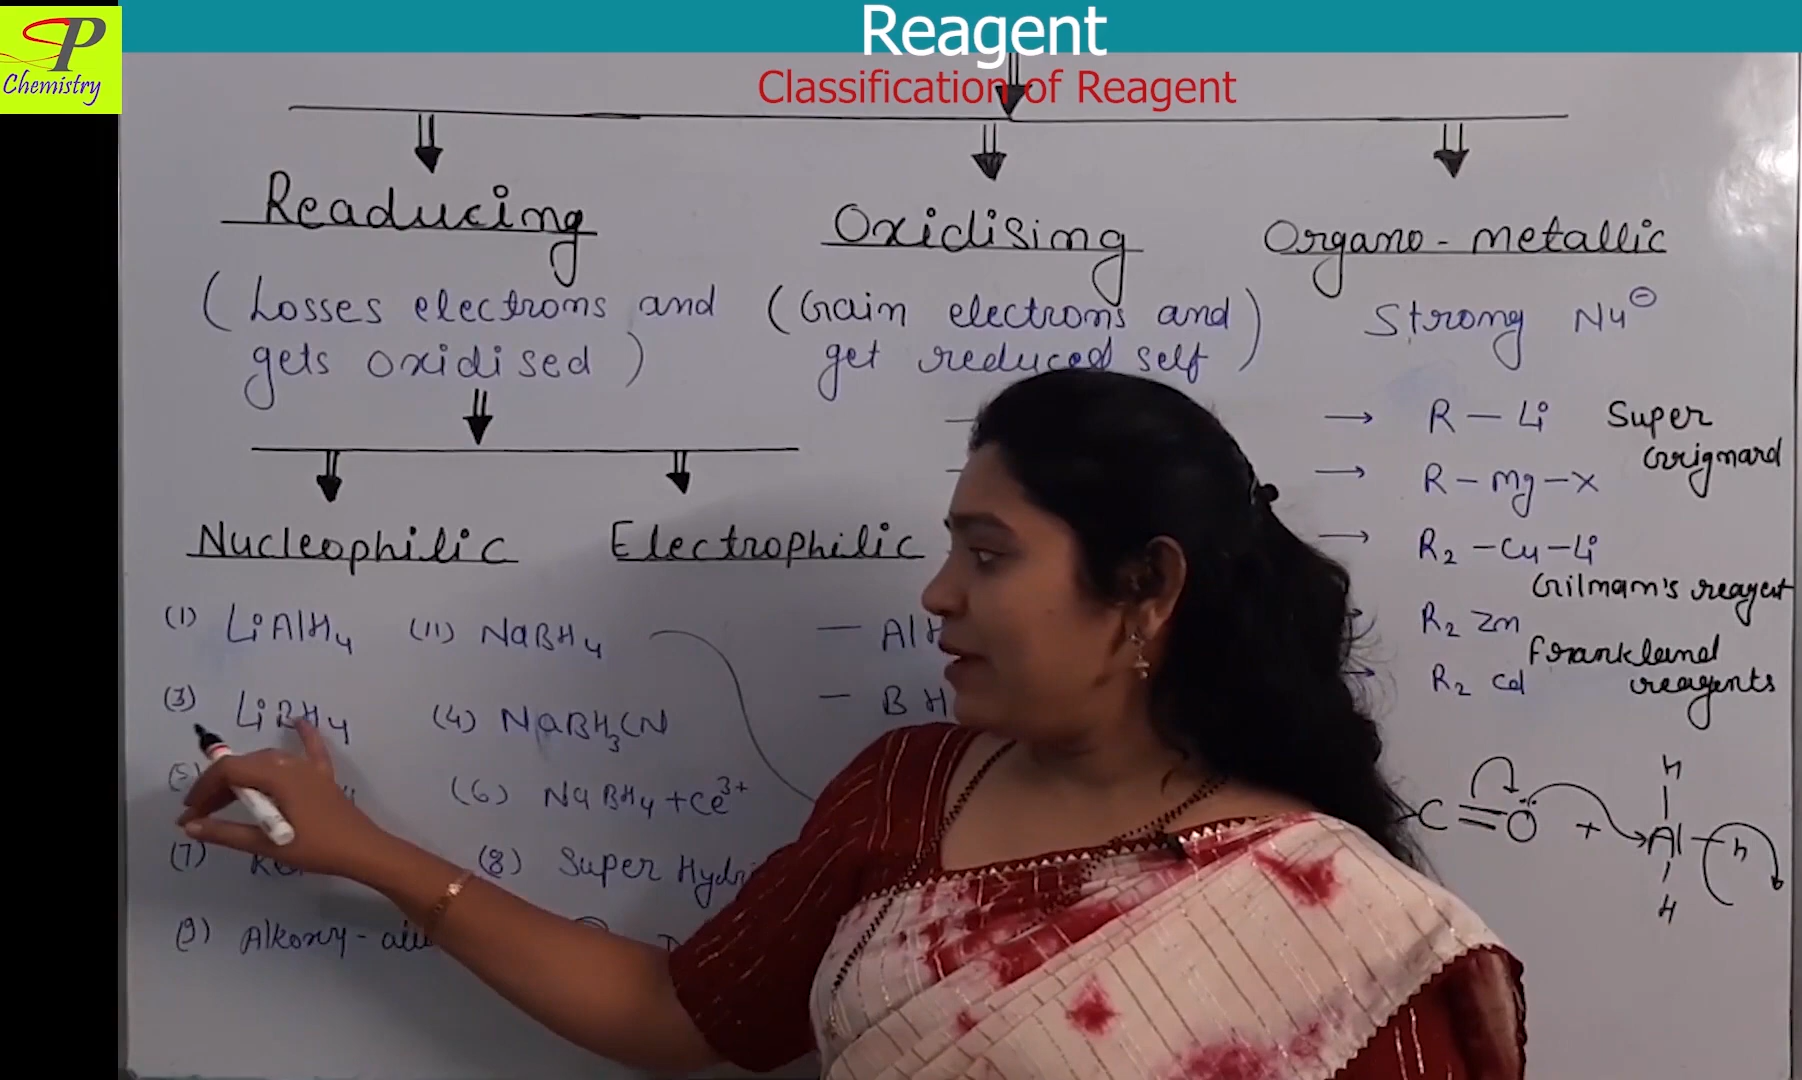 P
Chemistry
Reagent
Classification of Reagent
Readucing
Oxidising
Organo - metallic
(Losses electrons and
gets oxidised)
(Gain electrons and
get reduced self)
Strong Nu⊖
→ R - Li Super
Grignard
→ R - Mg - X
→ R2 - Cu - Li
Gilman's reagent
R2 Zn
Frankland
reagents
R2 Cd
Nucleophilic
Electrophilic
(1) LiAlH4 (11) NaBH4
(3) LiBH4 (4) NaBH3CN
(5)
(6) NaBH4 + Ce3+
(7)
(8) Super
(9) Alkoxy -
C = O + Al
H
H
H